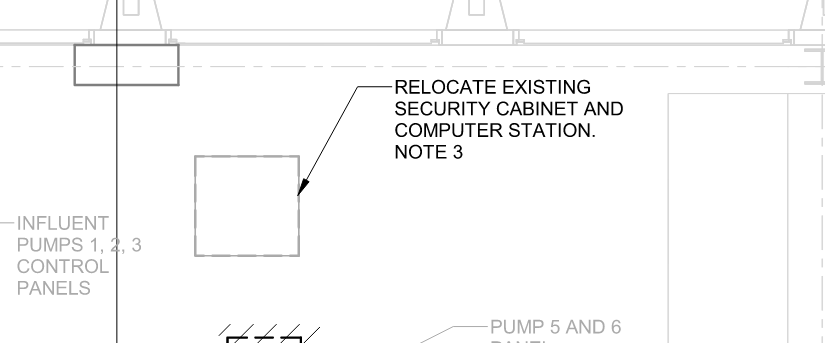 RELOCATE EXISTING
SECURITY CABINET AND
COMPUTER STATION.
NOTE 3
INFLUENT
PUMPS 1, 2, 3
CONTROL
PANELS
PUMP 5 AND 6
PANEL